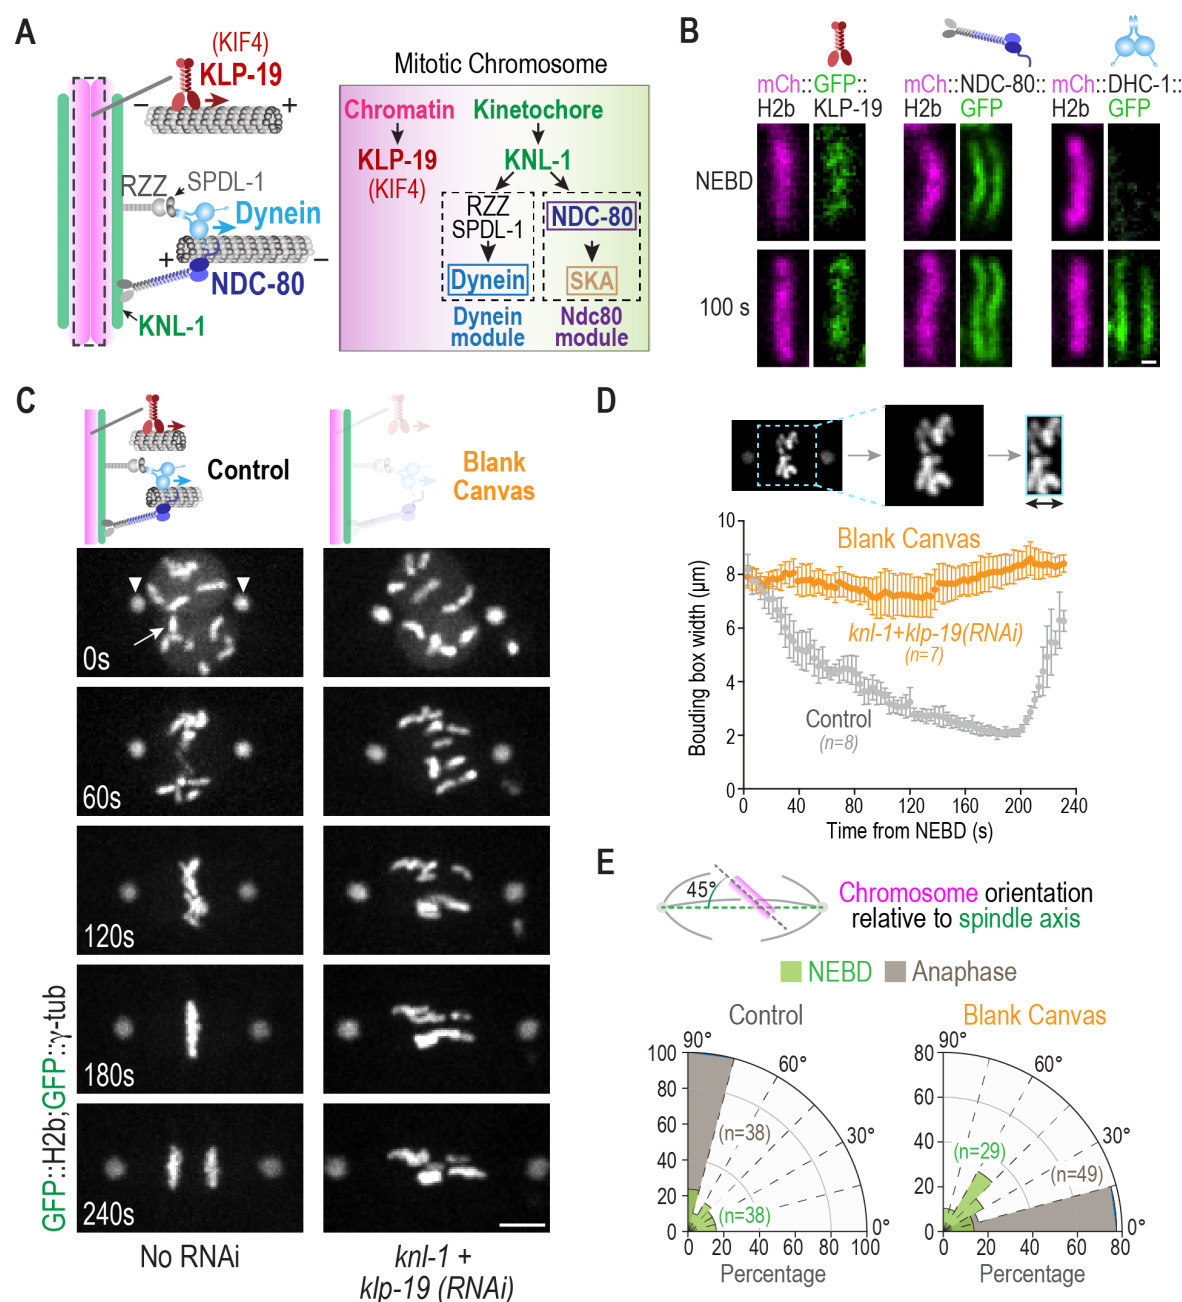 A
(KIF4)
KLP-19
−
+
RZZ
SPDL-1
Dynein
+
−
NDC-80
KNL-1
Mitotic Chromosome
Chromatin
Kinetochore
KLP-19
(KIF4)
KNL-1
RZZ
SPDL-1
NDC-80
Dynein
SKA
Dynein
module
Ndc80
module
B
mCh::GFP::
H2b KLP-19
mCh::NDC-80::
H2b GFP
mCh::DHC-1::
H2b GFP
NEBD
100 s
C
Control
Blank
Canvas
0s
60s
120s
180s
240s
GFP::H2b;GFP::γ-tub
No RNAi
knl-1 +
klp-19 (RNAi)
D
Bouding box width (µm)
10
8
6
4
2
0
Blank Canvas
knl-1+klp-19(RNAi)
(n=7)
Control
(n=8)
0 40 80 120 160 200 240
Time from NEBD (s)
E
45°
Chromosome orientation
relative to spindle axis
NEBD Anaphase
Control
90°
60°
30°
0°
100
80
60
40
20
0
(n=38)
(n=38)
0 20 40 60 80 100
Percentage
Blank Canvas
90°
60°
30°
0°
80
60
40
20
0
(n=29)
(n=49)
0 20 40 60 80
Percentage